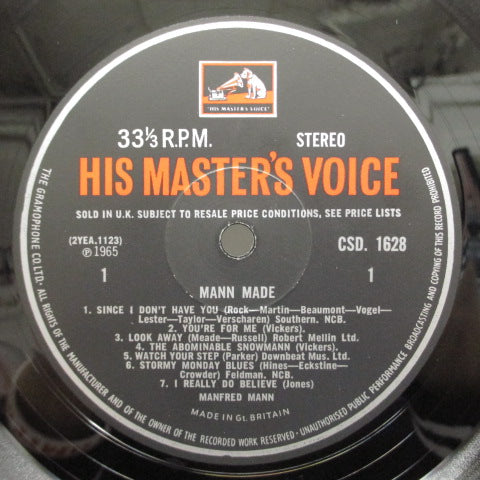 "HIS MASTER'S VOICE"
33⅓ R.P.M. STEREO
HIS MASTER'S VOICE
SOLD IN U.K. SUBJECT TO RESALE PRICE CONDITIONS, SEE PRICE LISTS
(2YEA.1123) CSD. 1628
℗ 1965
1 1
MANN MADE
1. SINCE I DON'T HAVE YOU (Rock—Martin—Beaumont—Vogel—
Lester—Taylor—Verscharen) Southern. NCB.
2. YOU'RE FOR ME (Vickers).
3. LOOK AWAY (Meade—Russell) Robert Mellin Ltd.
4. THE ABOMINABLE SNOWMANN (Vickers).
5. WATCH YOUR STEP (Parker) Downbeat Mus. Ltd.
6. STORMY MONDAY BLUES (Hines—Eckstine—
Crowder) Feldman. NCB.
7. I REALLY DO BELIEVE (Jones)
MANFRED MANN
MADE IN Gt. BRITAIN
THE GRAMOPHONE CO. LTD.- ALL RIGHTS OF THE MANUFACTURER AND OF THE OWNER OF THE RECORDED WORK RESERVED - UNAUTHORISED PUBLIC PERFORMANCE BROADCASTING AND COPYING OF THIS RECORD PROHIBITED